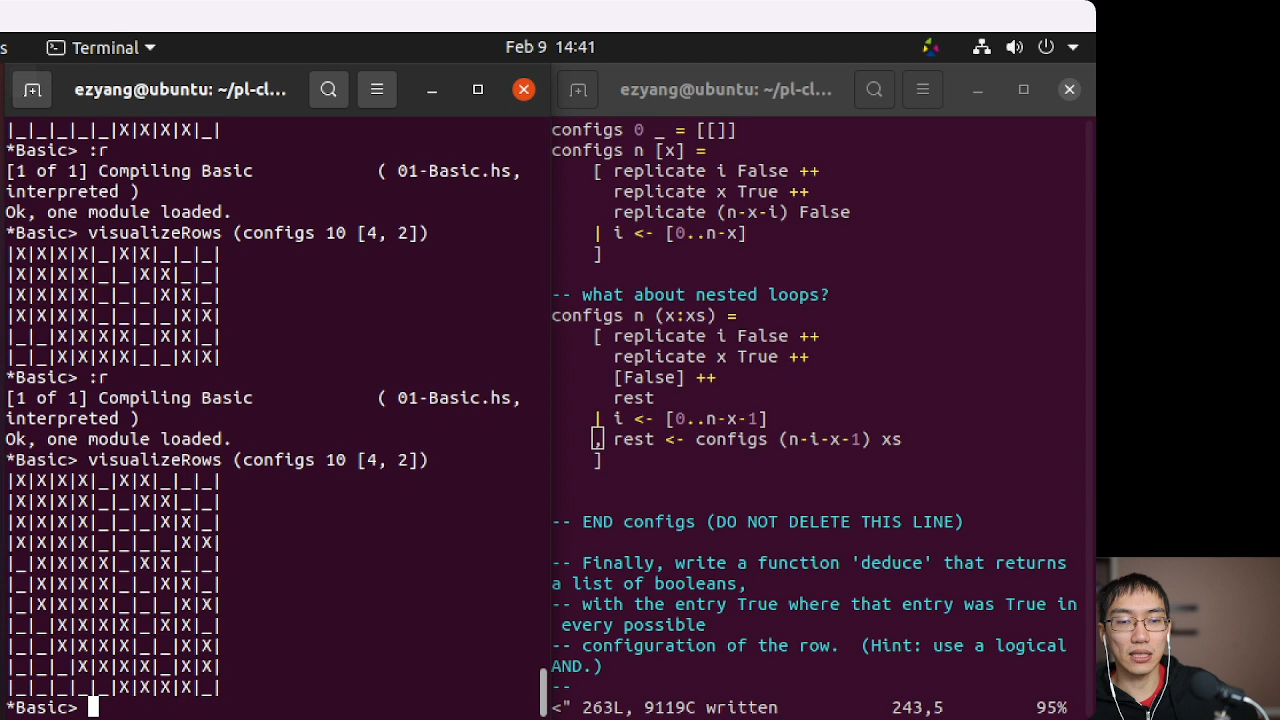 s Terminal Feb 9 14:41
ezyang@ubuntu: ~/pl-cl...
|_|_|_|_|_|X|X|X|X|_|
*Basic> :r
[1 of 1] Compiling Basic            ( 01-Basic.hs,
interpreted )
Ok, one module loaded.
*Basic> visualizeRows (configs 10 [4, 2])
|X|X|X|X|_|X|X|_|_|_|
|X|X|X|X|_|_|X|X|_|_|
|X|X|X|X|_|_|_|X|X|_|
|X|X|X|X|_|_|_|_|X|X|
|_|_|X|X|X|X|_|X|X|_|
|_|_|X|X|X|X|_|_|X|X|
*Basic> :r
[1 of 1] Compiling Basic            ( 01-Basic.hs,
interpreted )
Ok, one module loaded.
*Basic> visualizeRows (configs 10 [4, 2])
|X|X|X|X|_|X|X|_|_|_|
|X|X|X|X|_|_|X|X|_|_|
|X|X|X|X|_|_|_|X|X|_|
|X|X|X|X|_|_|_|_|X|X|
|_|X|X|X|X|_|X|X|_|_|
|_|X|X|X|X|_|_|X|X|_|
|_|X|X|X|X|_|_|_|X|X|
|_|_|X|X|X|X|_|X|X|_|
|_|_|X|X|X|X|_|_|X|X|
|_|_|_|X|X|X|X|_|X|X|
|_|_|_|_|_|X|X|X|X|_|
*Basic>
ezyang@ubuntu: ~/pl-cl...
configs 0 _ = [[]]
configs n [x] =
    [ replicate i False ++
      replicate x True ++
      replicate (n-x-i) False
    | i <- [0..n-x]
    ]
-- what about nested loops?
configs n (x:xs) =
    [ replicate i False ++
      replicate x True ++
      [False] ++
      rest
    | i <- [0..n-x-1]
    , rest <- configs (n-i-x-1) xs
    ]
-- END configs (DO NOT DELETE THIS LINE)
-- Finally, write a function 'deduce' that returns
a list of booleans,
-- with the entry True where that entry was True in
 every possible
-- configuration of the row.  (Hint: use a logical
AND.)
--
<" 263L, 9119C written 243,5 95%